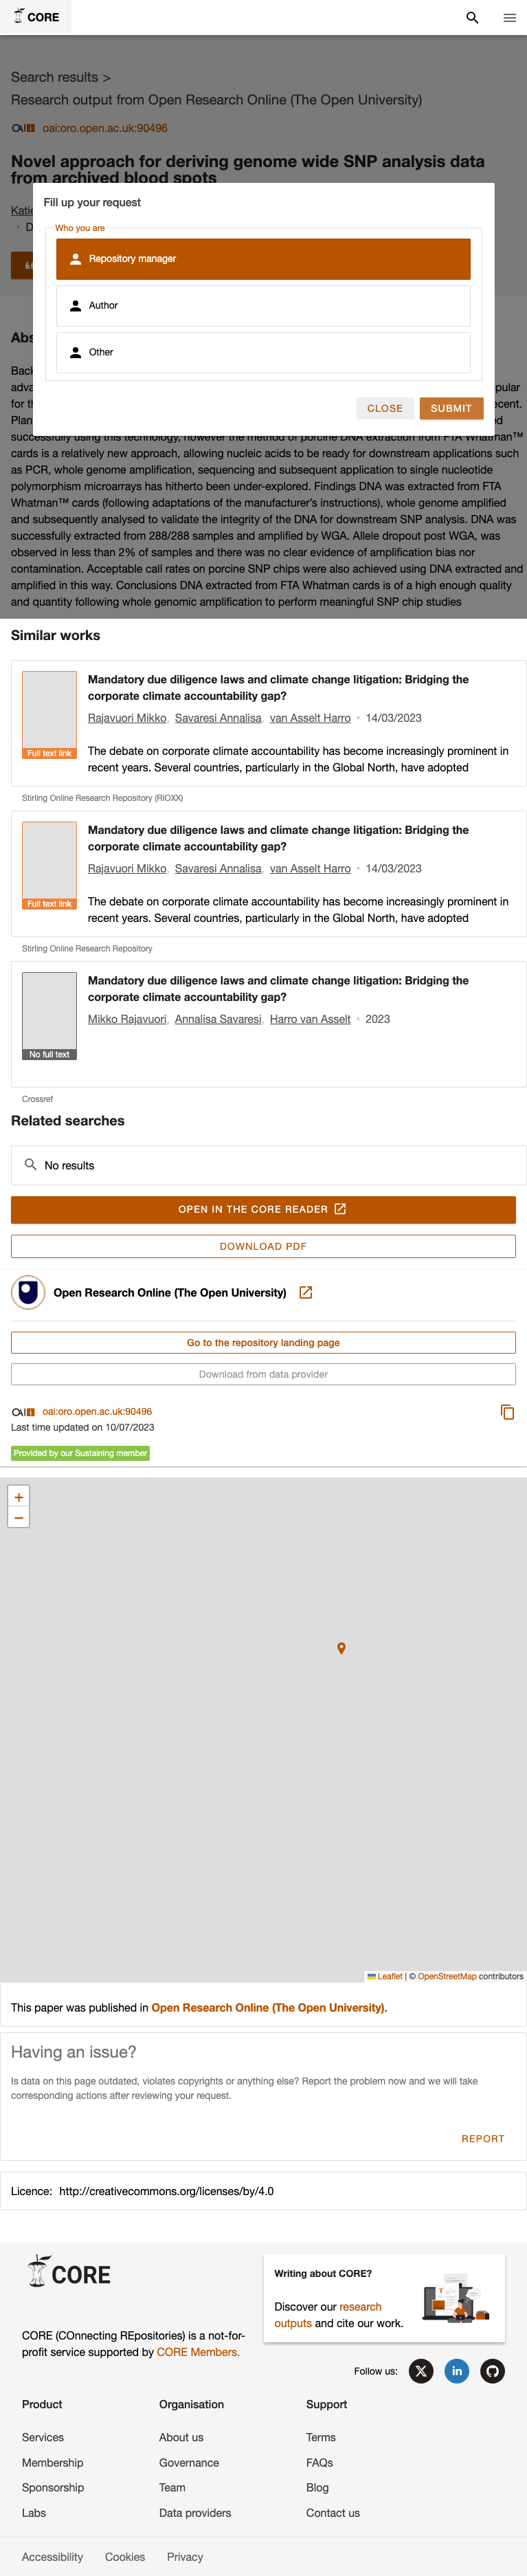 CORE
Search results >
Research output from Open Research Online (The Open University)
OAI oai:oro.open.ac.uk:90496
Novel approach for deriving genome wide SNP analysis data
from archived blood spots
Katie
Fill up your request
Who you are
Repository manager
Author
Other
CLOSE SUBMIT
successfully using this technology, however the method of porcine DNA extraction from FTA Whatman™
cards is a relatively new approach, allowing nucleic acids to be ready for downstream applications such
as PCR, whole genome amplification, sequencing and subsequent application to single nucleotide
polymorphism microarrays has hitherto been under-explored. Findings DNA was extracted from FTA
Whatman™ cards (following adaptations of the manufacturer's instructions), whole genome amplified
and subsequently analysed to validate the integrity of the DNA for downstream SNP analysis. DNA was
successfully extracted from 288/288 samples and amplified by WGA. Allele dropout post WGA, was
observed in less than 2% of samples and there was no clear evidence of amplification bias nor
contamination. Acceptable call rates on porcine SNP chips were also achieved using DNA extracted and
amplified in this way. Conclusions DNA extracted from FTA Whatman cards is of a high enough quality
and quantity following whole genomic amplification to perform meaningful SNP chip studies
Similar works
Mandatory due diligence laws and climate change litigation: Bridging the
corporate climate accountability gap?
Rajavuori Mikko, Savaresi Annalisa, van Asselt Harro • 14/03/2023
The debate on corporate climate accountability has become increasingly prominent in
recent years. Several countries, particularly in the Global North, have adopted
Full text link
Stirling Online Research Repository (RIOXX)
Mandatory due diligence laws and climate change litigation: Bridging the
corporate climate accountability gap?
Rajavuori Mikko, Savaresi Annalisa, van Asselt Harro • 14/03/2023
The debate on corporate climate accountability has become increasingly prominent in
recent years. Several countries, particularly in the Global North, have adopted
Full text link
Stirling Online Research Repository
Mandatory due diligence laws and climate change litigation: Bridging the
corporate climate accountability gap?
Mikko Rajavuori, Annalisa Savaresi, Harro van Asselt • 2023
No full text
Crossref
Related searches
No results
OPEN IN THE CORE READER
DOWNLOAD PDF
Open Research Online (The Open University)
Go to the repository landing page
Download from data provider
OAI oai:oro.open.ac.uk:90496
Last time updated on 10/07/2023
Provided by our Sustaining member
+
−
Leaflet | © OpenStreetMap contributors
This paper was published in Open Research Online (The Open University).
Having an issue?
Is data on this page outdated, violates copyrights or anything else? Report the problem now and we will take
corresponding actions after reviewing your request.
REPORT
Licence: http://creativecommons.org/licenses/by/4.0
CORE
CORE (COnnecting REpositories) is a not-for-
profit service supported by CORE Members.
Writing about CORE?
Discover our research
outputs and cite our work.
Follow us:
Product
Services
Membership
Sponsorship
Labs
Organisation
About us
Governance
Team
Data providers
Support
Terms
FAQs
Blog
Contact us
Accessibility Cookies Privacy